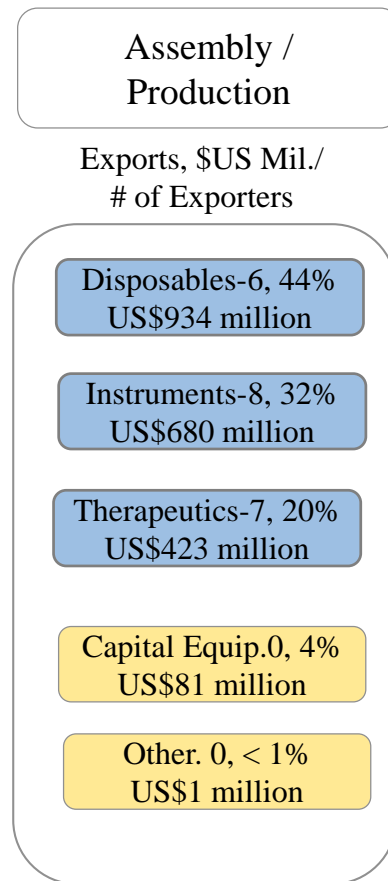 Assembly /
Production
Exports, $US Mil./
# of Exporters
Disposables-6, 44%
US$934 million
Instruments-8, 32%
US$680 million
Therapeutics-7, 20%
US$423 million
Capital Equip.0, 4%
US$81 million
Other. 0, < 1%
US$1 million